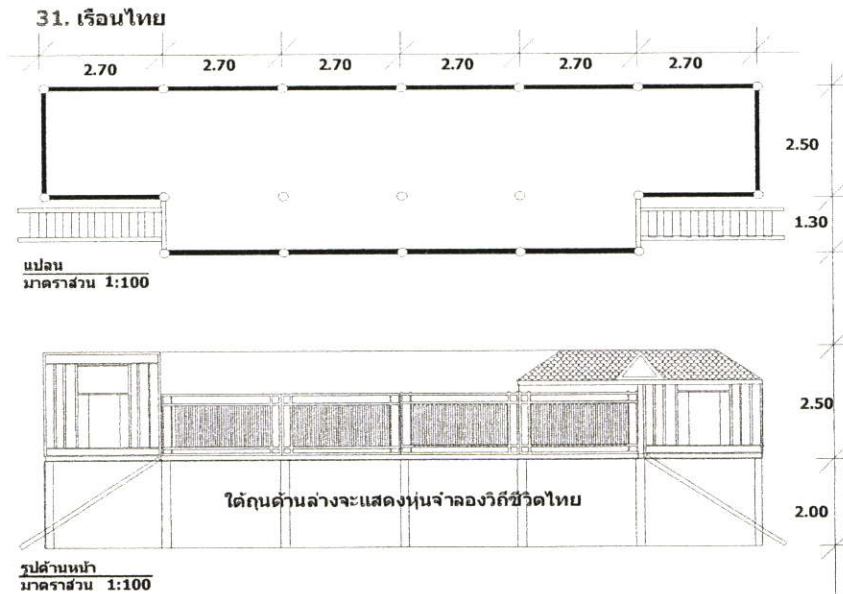 31. เรือนไทย
2.70 2.70 2.70 2.70 2.70 2.70
2.50
1.30
แปลน
มาตราส่วน 1:100
2.50
ใต้ถุนด้านล่างจะแสดงหุ่นจำลองวิถีชีวิตไทย
2.00
รูปด้านหน้า
มาตราส่วน 1:100